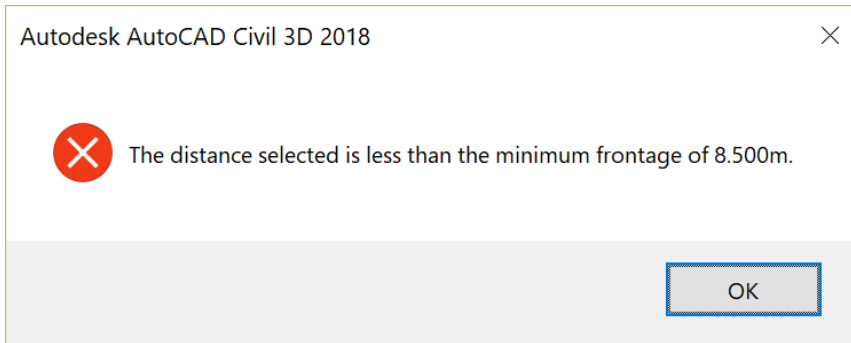 Autodesk AutoCAD Civil 3D 2018
The distance selected is less than the minimum frontage of 8.500m.
OK